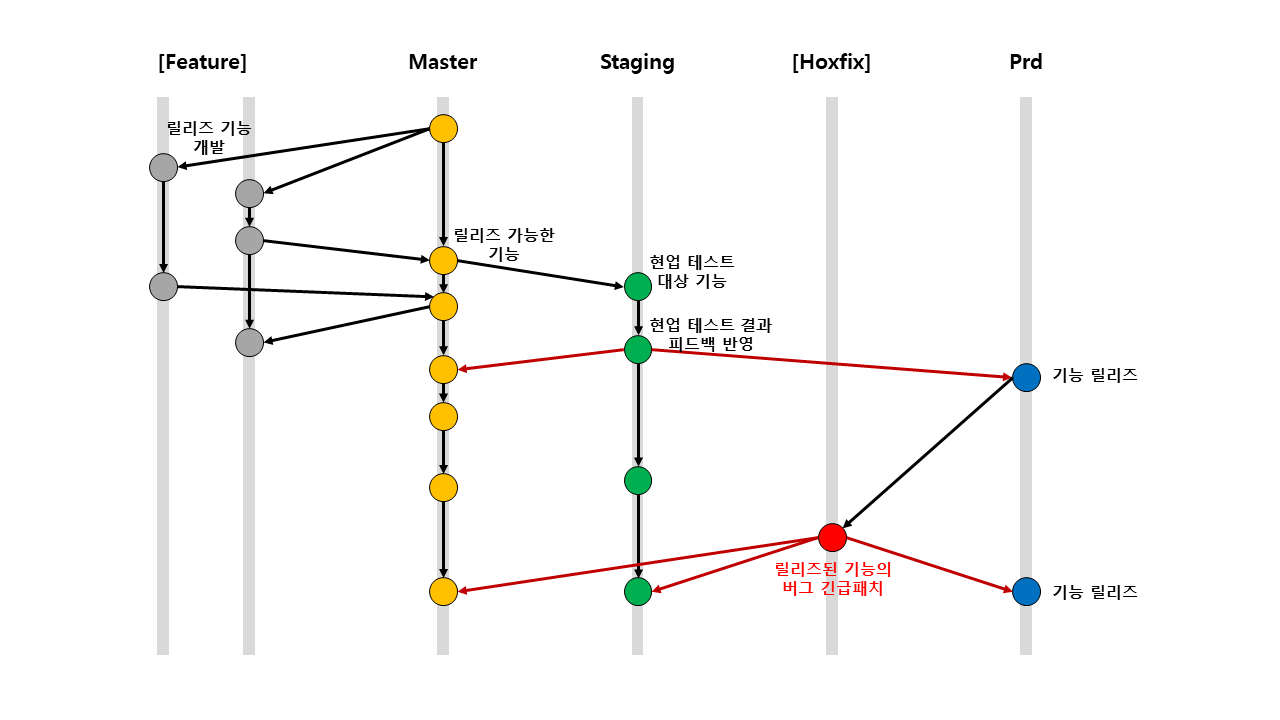 [Feature]
Master
Staging
[Hoxfix]
Prd
릴리즈 기능
개발
릴리즈 가능한
기능
현업 테스트
대상 기능
현업 테스트 결과
피드백 반영
기능 릴리즈
릴리즈된 기능의
버그 긴급패치
기능 릴리즈